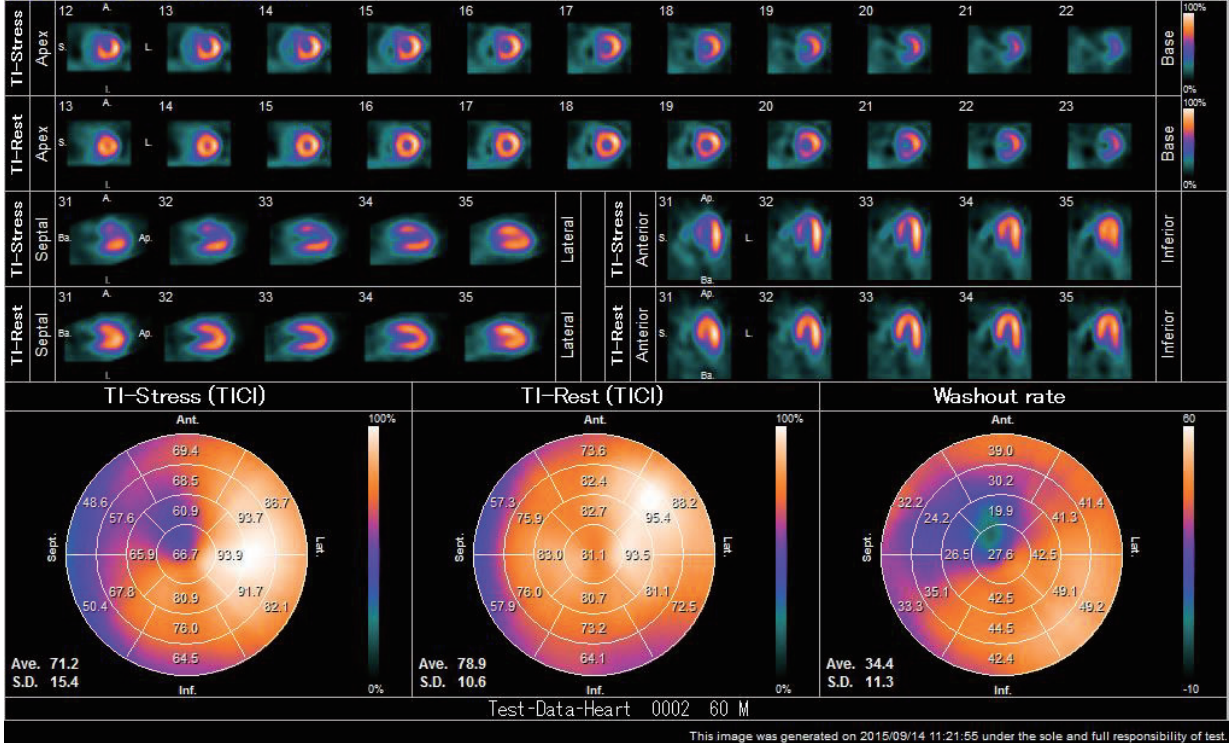 TI-Stress Apex 12 13 14 15 16 17 18 19 20 21 22 Base 100% 0%
A. S. L. I.
TI-Rest Apex 13 14 15 16 17 18 19 20 21 22 23 Base 100% 0%
A. S. L. I.
TI-Stress Septal 31 32 33 34 35 Lateral
A. Ba. Ap. I.
TI-Stress Anterior 31 32 33 34 35 Inferior
Ap. S. L. Ba.
TI-Rest Septal 31 32 33 34 35 Lateral
A. Ba. Ap. I.
TI-Rest Anterior 31 32 33 34 35 Inferior
Ap. S. L. Ba.
TI-Stress (TICI)
Ant.
100%
69.4
68.5
48.6 60.9 86.7
57.6 93.7
Sept. 65.9 66.7 93.9 Lat.
67.8 91.7
50.4 80.9 82.1
76.0
64.5
Ave. 71.2
S.D. 15.4
Inf.
0%
TI-Rest (TICI)
Ant.
100%
73.6
82.4
57.3 82.7 88.2
75.9 95.4
Sept. 83.0 81.1 93.5 Lat.
76.0 81.1
57.9 80.7 72.5
73.2
64.1
Ave. 78.9
S.D. 10.6
Inf.
0%
Washout rate
Ant.
60
39.0
30.2
32.2 19.9 41.4
24.2 41.3
Sept. 26.5 27.6 42.5 Lat.
35.1 49.1
33.3 42.5 49.2
44.5
42.4
Ave. 34.4
S.D. 11.3
Inf.
-10
Test-Data-Heart 0002 60 M
This image was generated on 2015/09/14 11:21:55 under the sole and full responsibility of test.